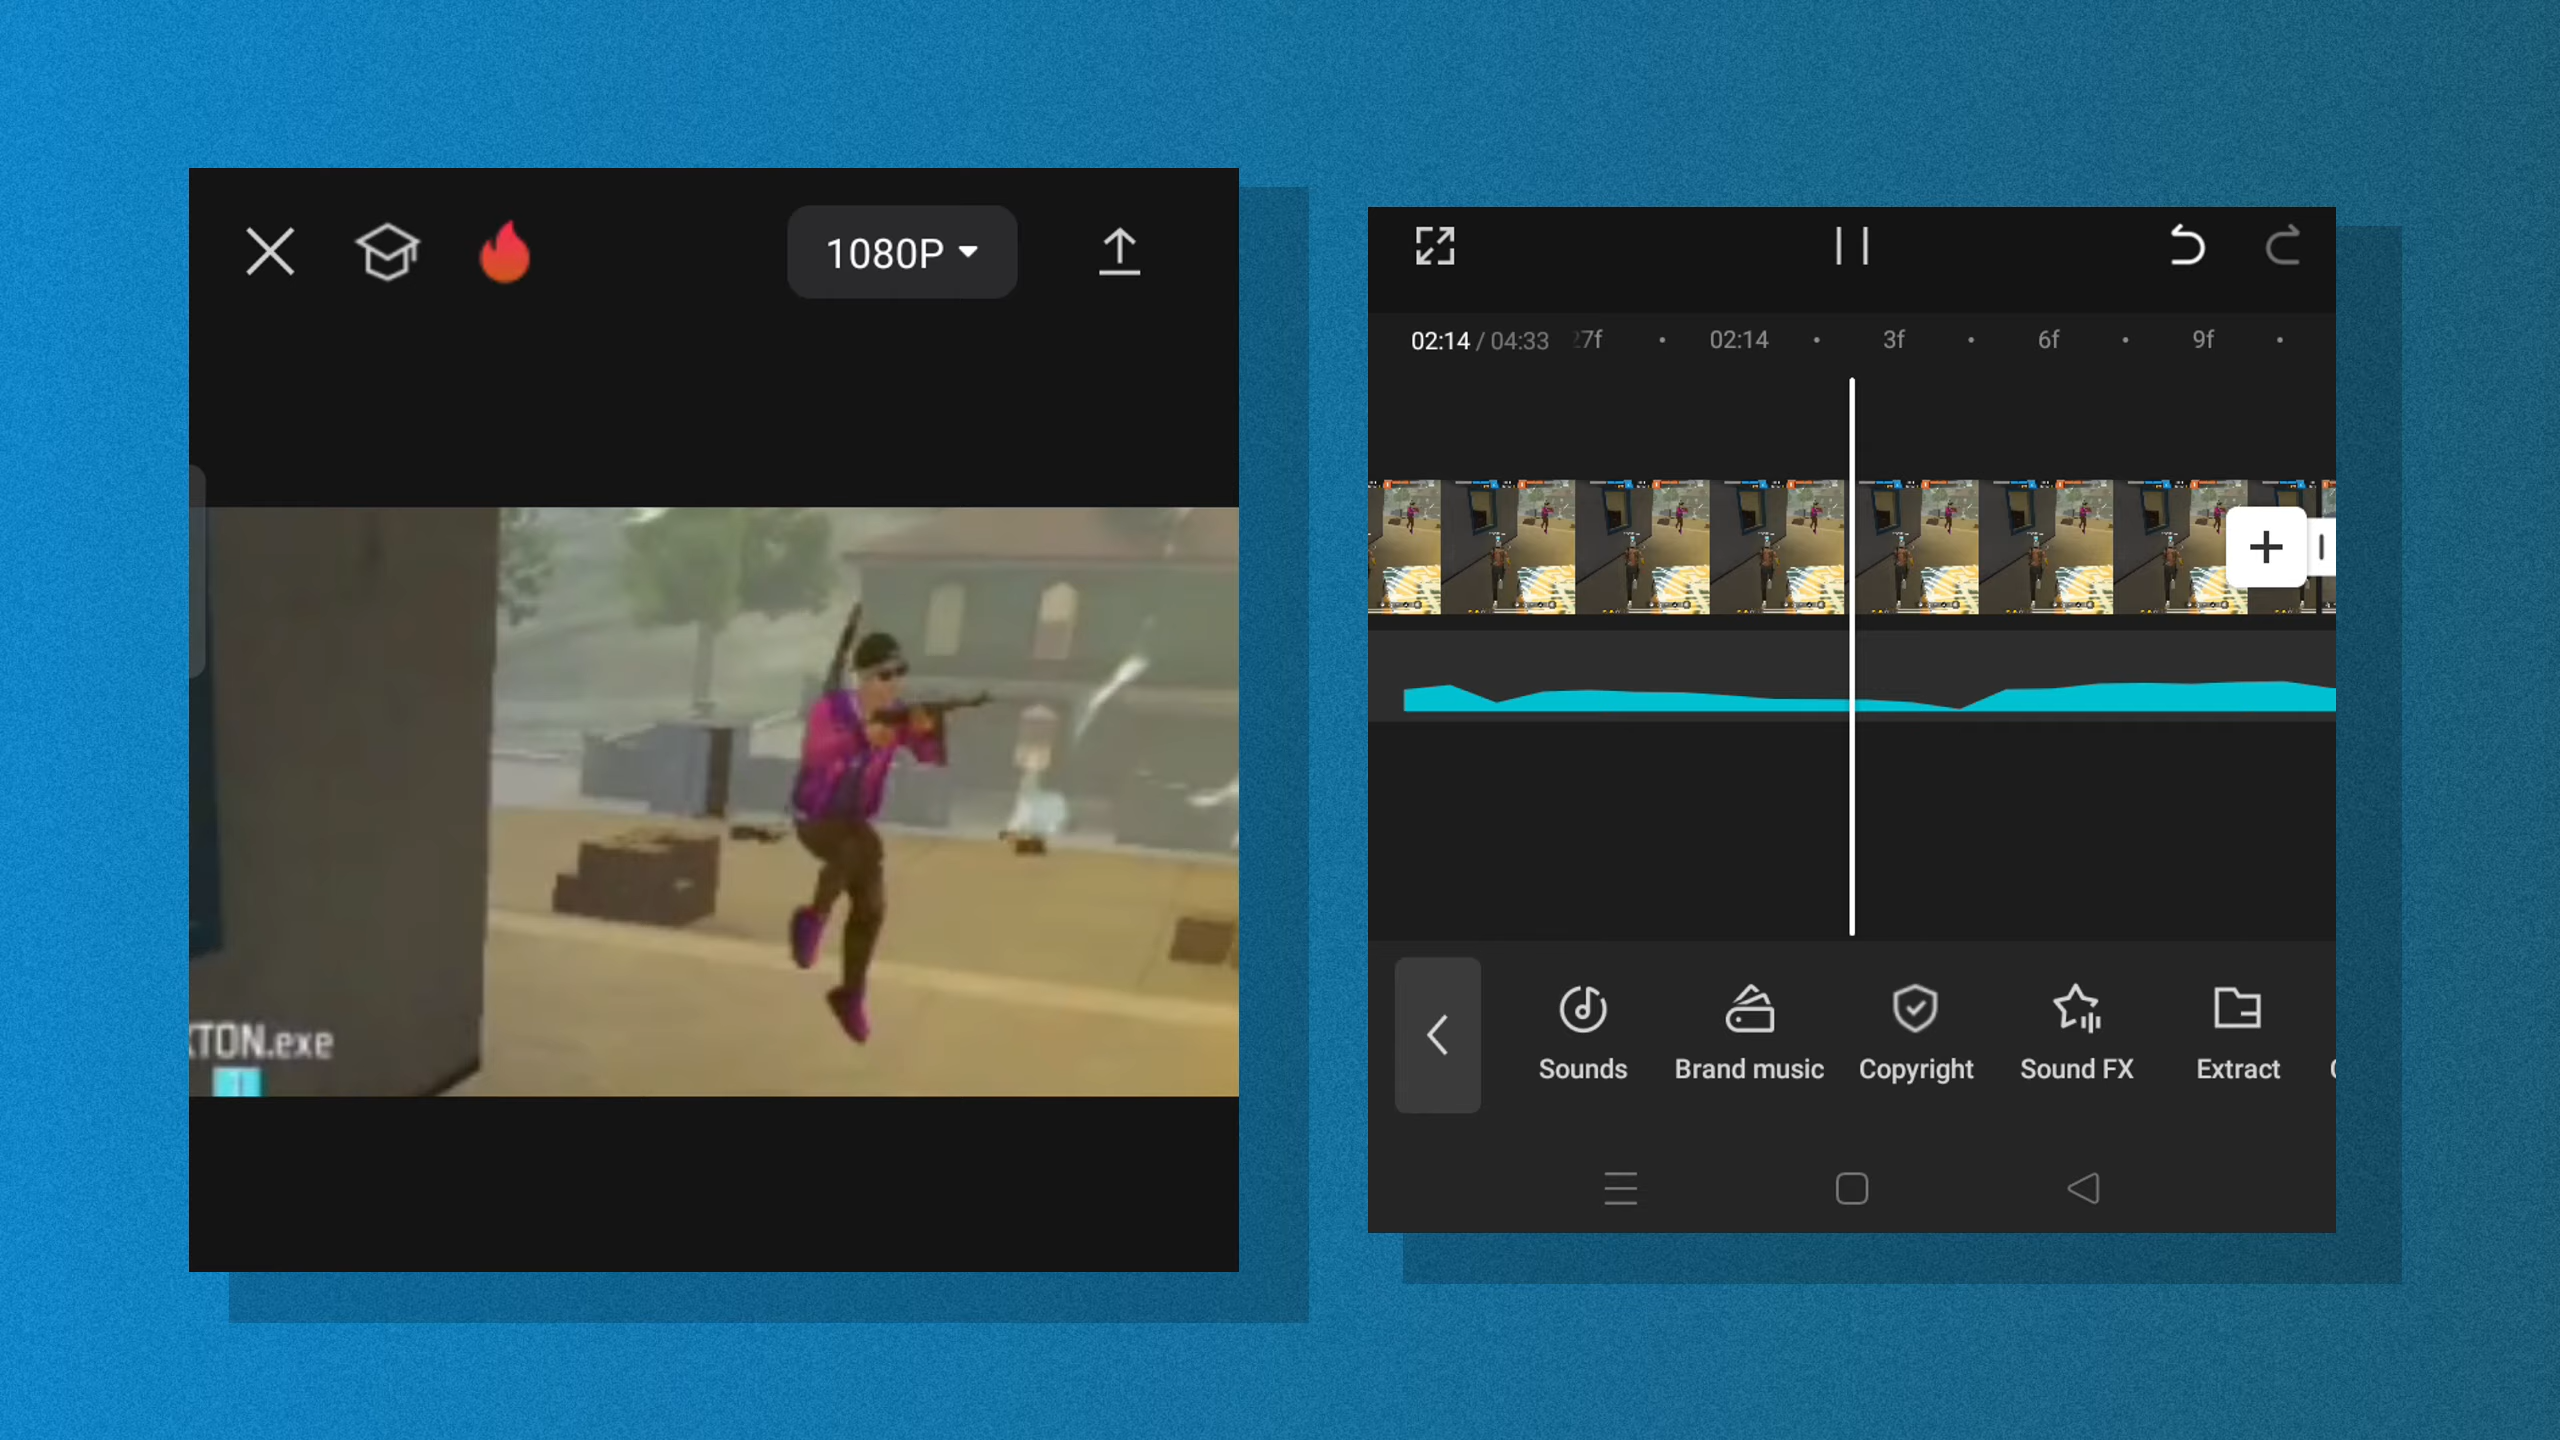 1080P
TON.exe
02:14 / 04:33 27f 02:14 3f 6f 9f
Sounds Brand music Copyright Sound FX Extract